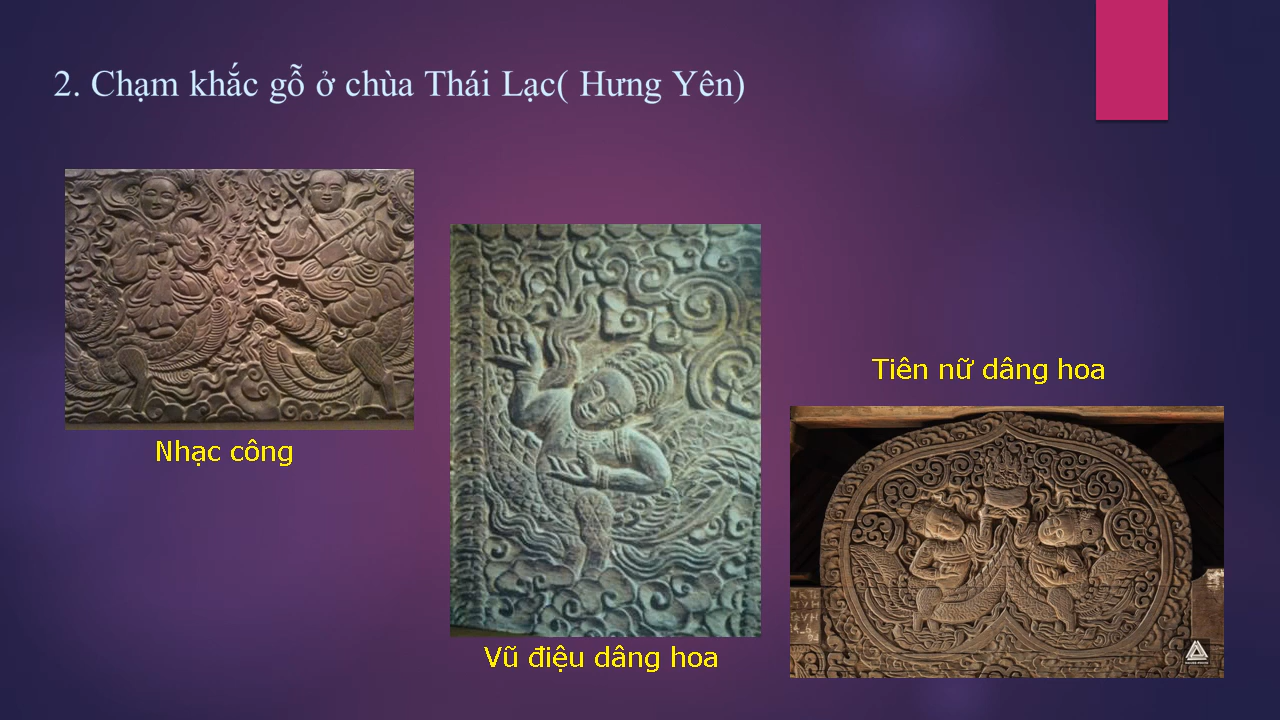 2. Chạm khắc gỗ ở chùa Thái Lạc( Hưng Yên)
Nhạc công
Vũ điệu dâng hoa
Tiên nữ dâng hoa